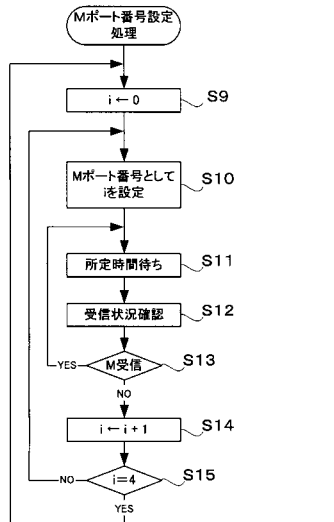 Mポート番号設定
処理
i ← 0
S9
Mポート番号として
iを設定
S10
所定時間待ち
S11
受信状況確認
S12
M受信
S13
YES
NO
i ← i + 1
S14
i=4
S15
NO
YES